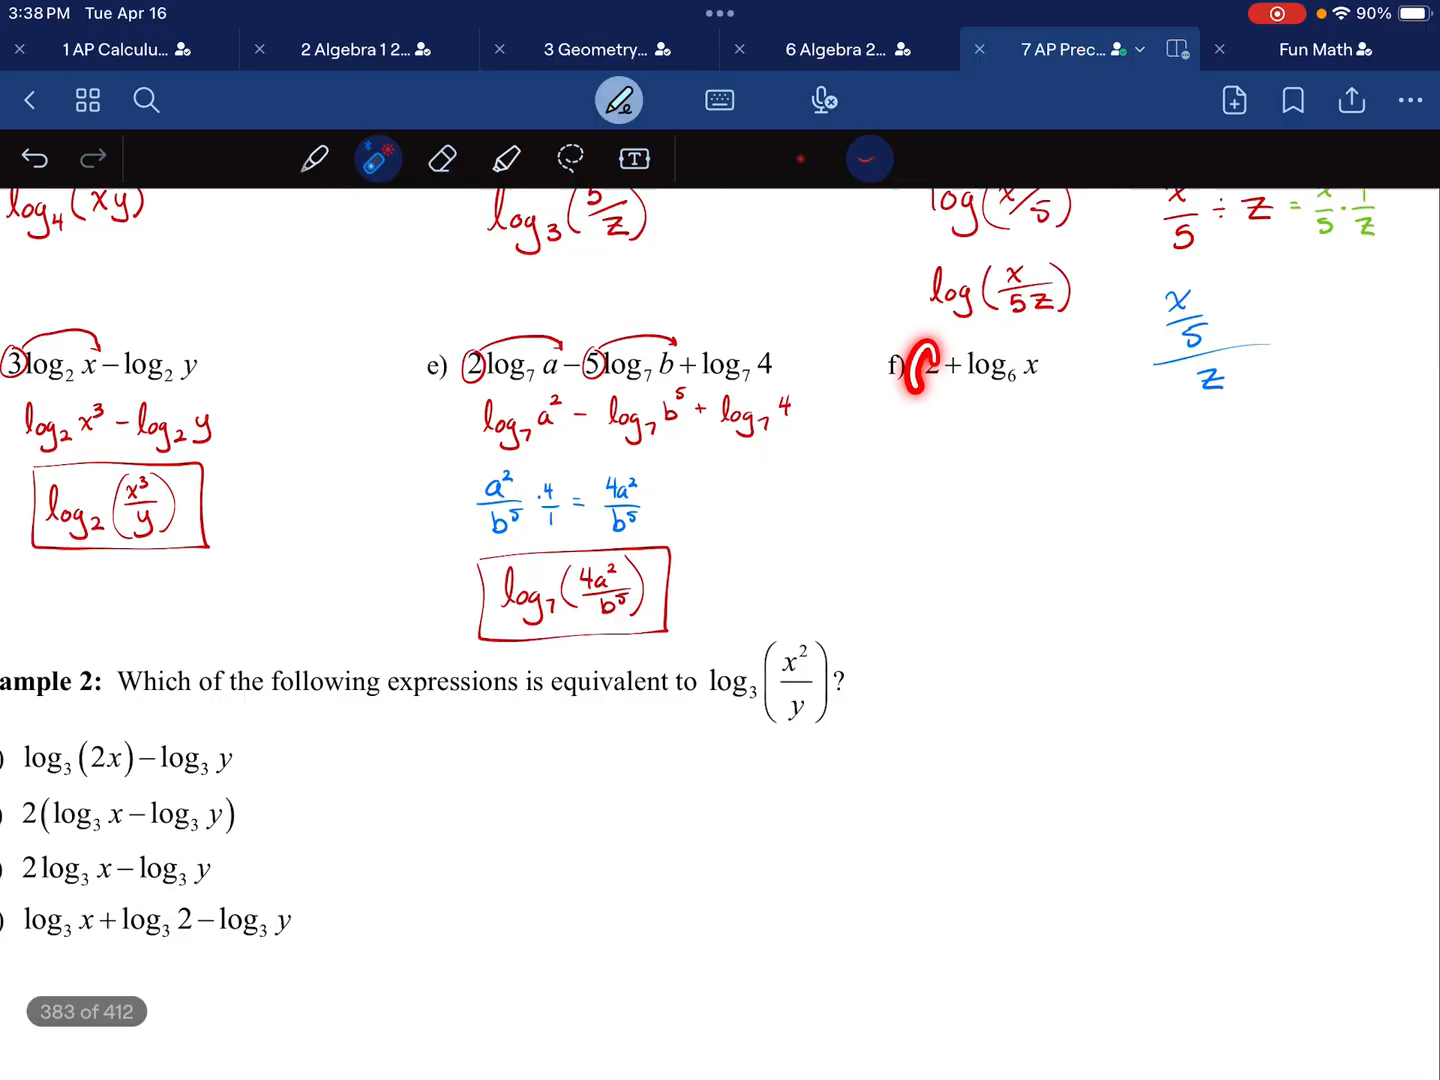 3:38 PM Tue Apr 16
90%
1 AP Calculu...
2 Algebra 1 2...
3 Geometry...
6 Algebra 2...
7 AP Prec...
Fun Math
log₄(xy)
log₃(5/z)
log(x/5)
x/5 ÷ z = x/5 · 1/z
log(x/5z)
x/5
z
3log₂ x − log₂ y
e) 2log₇ a − 5log₇ b + log₇ 4
f) 2 + log₆ x
log₂ x³ − log₂ y
log₇ a² − log₇ b⁵ + log₇ 4
log₂(x³/y)
a²/b⁵ · 4/1 = 4a²/b⁵
log₇(4a²/b⁵)
ample 2: Which of the following expressions is equivalent to log₃(x²/y)?
) log₃(2x) − log₃ y
) 2(log₃ x − log₃ y)
) 2log₃ x − log₃ y
) log₃ x + log₃ 2 − log₃ y
383 of 412